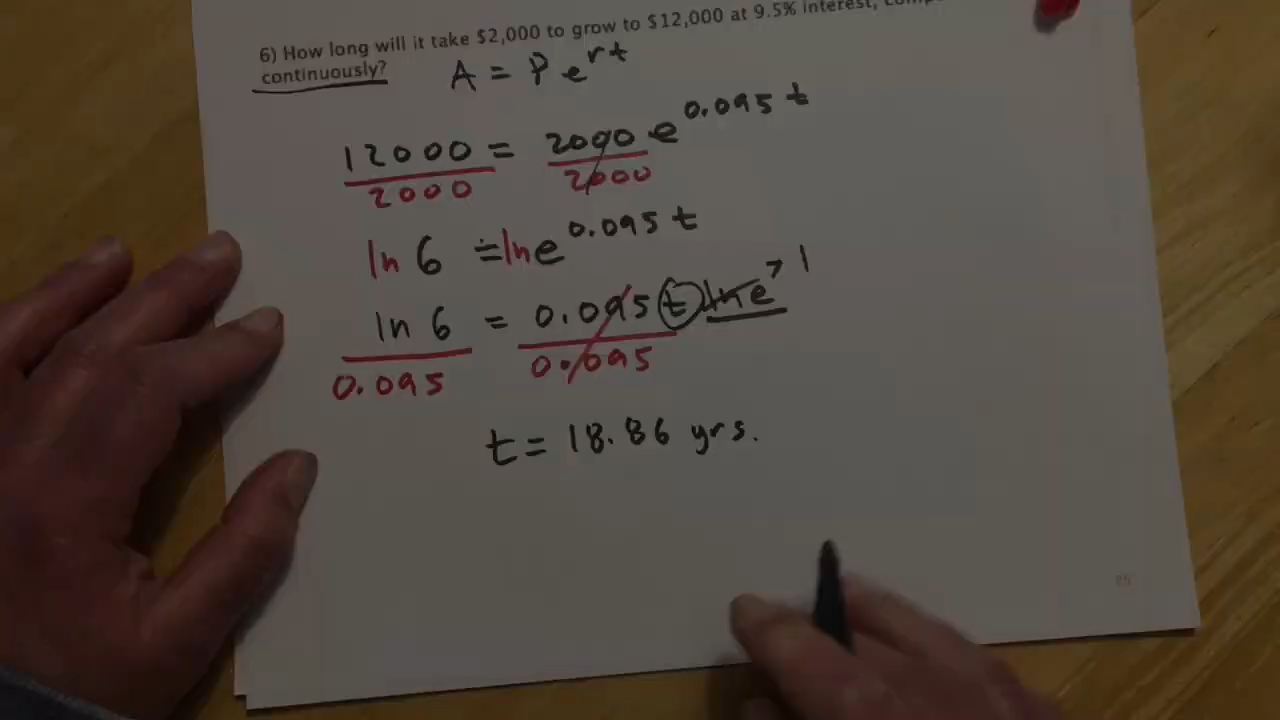 6) How long will it take $2,000 to grow to $12,000 at 9.5% interest,
continuously? A = Pe^rt
12000 = 2000 e^0.095 t
2000 2000
ln 6 = ln e^0.095 t
ln 6 = 0.095 t ln e 1
0.095 0.095
t = 18.86 yrs.